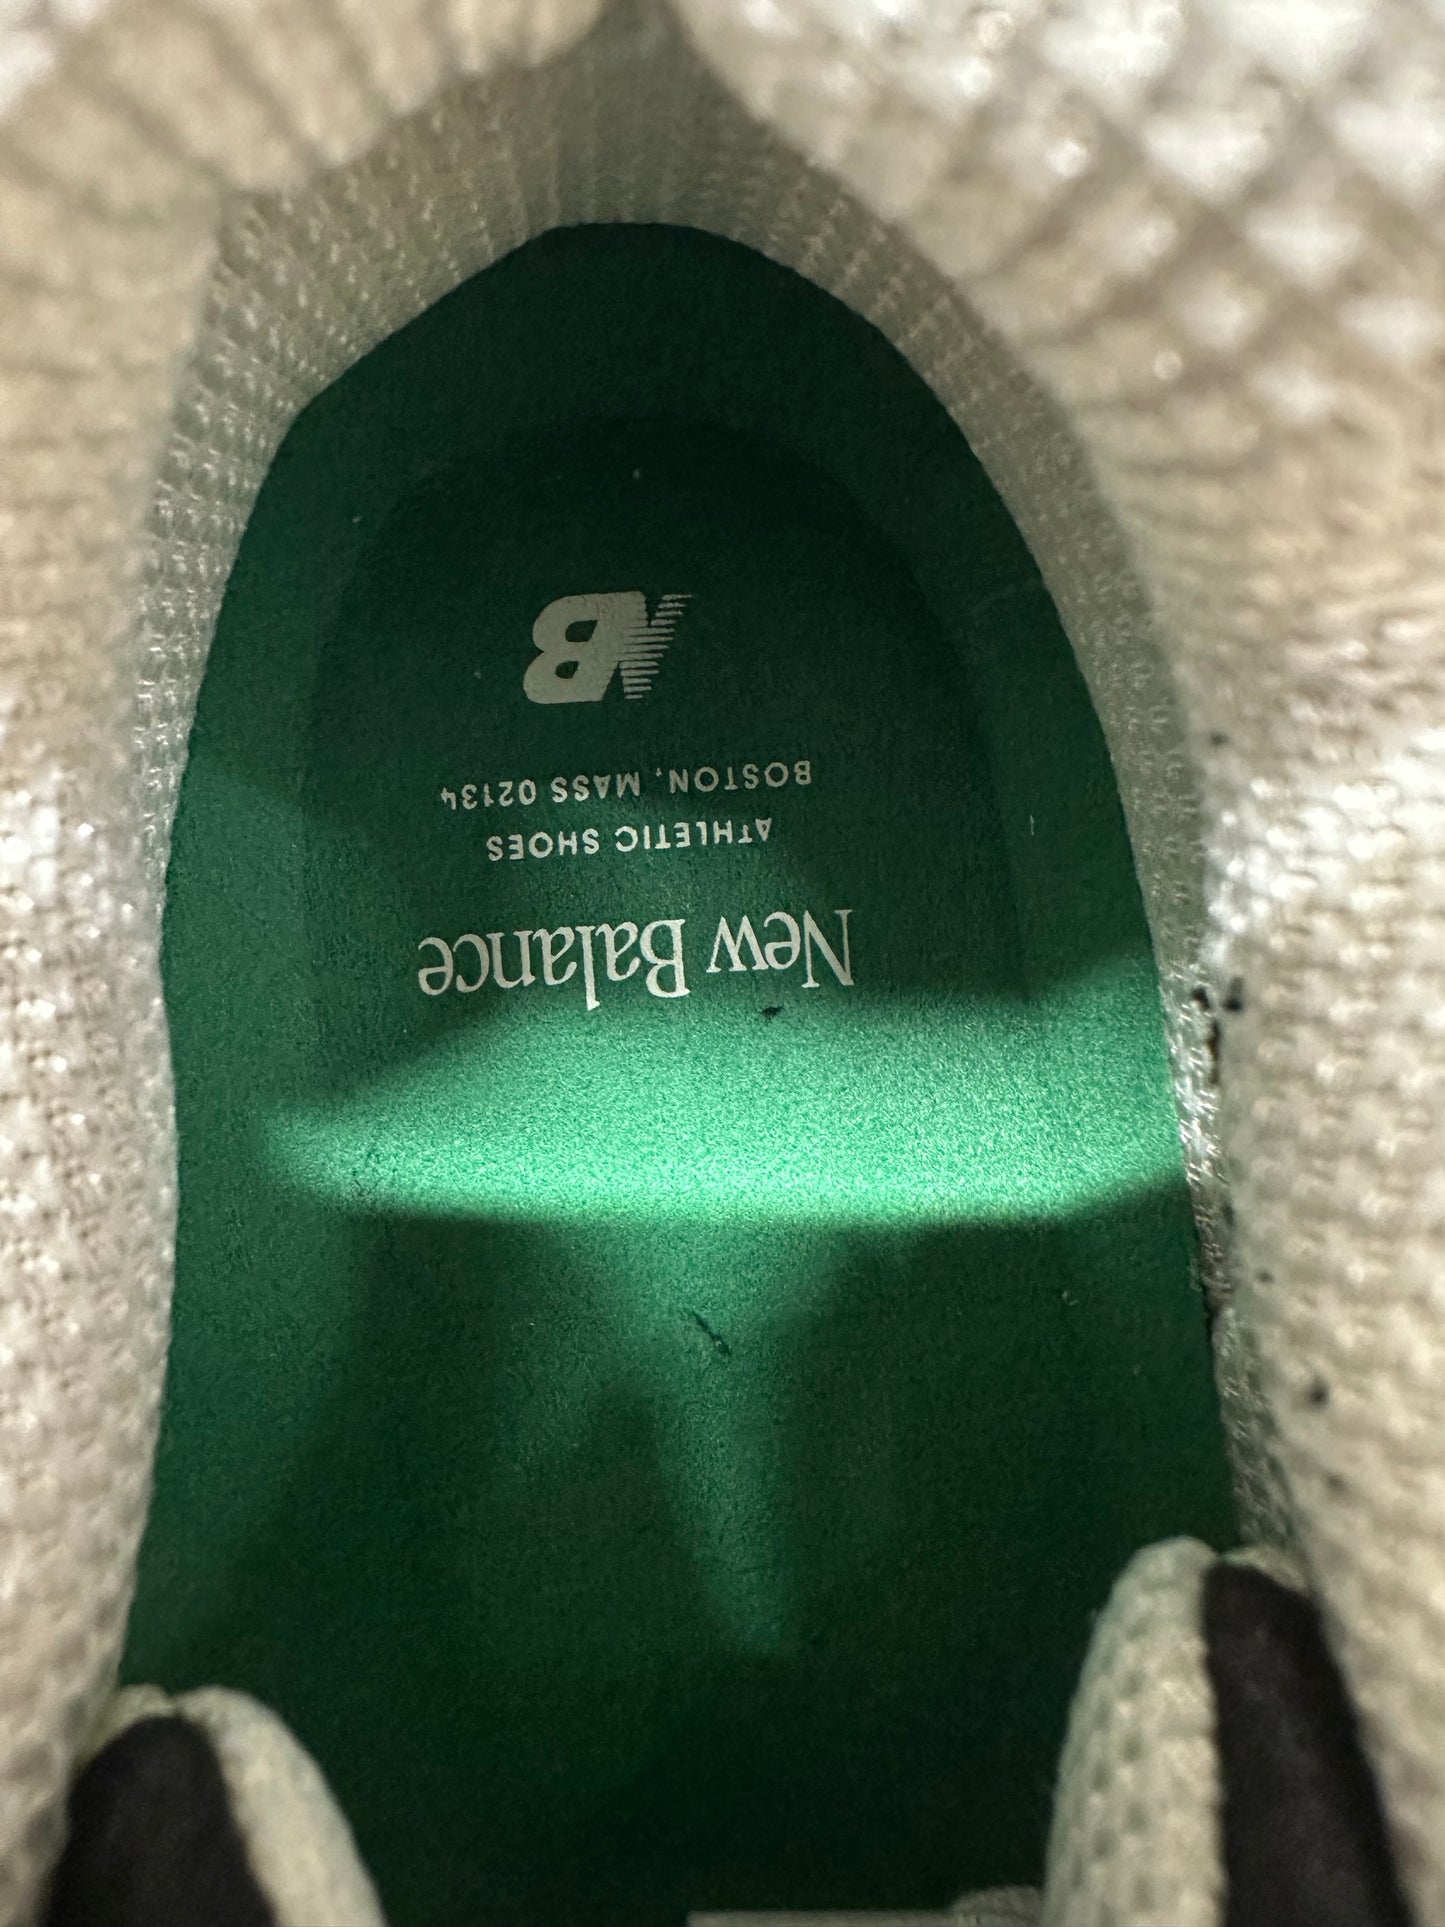 New Balance
ATHLETIC SHOES
BOSTON, MASS 02134
NB